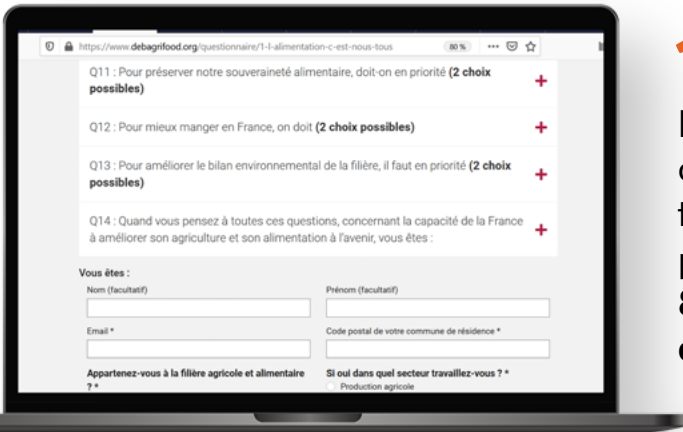 https://www.debagrifood.org/questionnaire/1-l-alimentation-c-est-nous-tous
80 %
Q11 : Pour préserver notre souveraineté alimentaire, doit-on en priorité (2 choix
possibles)
Q12 : Pour mieux manger en France, on doit (2 choix possibles)
Q13 : Pour améliorer le bilan environnemental de la filière, il faut en priorité (2 choix
possibles)
Q14 : Quand vous pensez à toutes ces questions, concernant la capacité de la France
à améliorer son agriculture et son alimentation à l'avenir, vous êtes :
Vous êtes :
Nom (facultatif) Prénom (facultatif)
Email * Code postal de votre commune de résidence *
Appartenez-vous à la filière agricole et alimentaire Si oui dans quel secteur travaillez-vous ? *
? * Production agricole